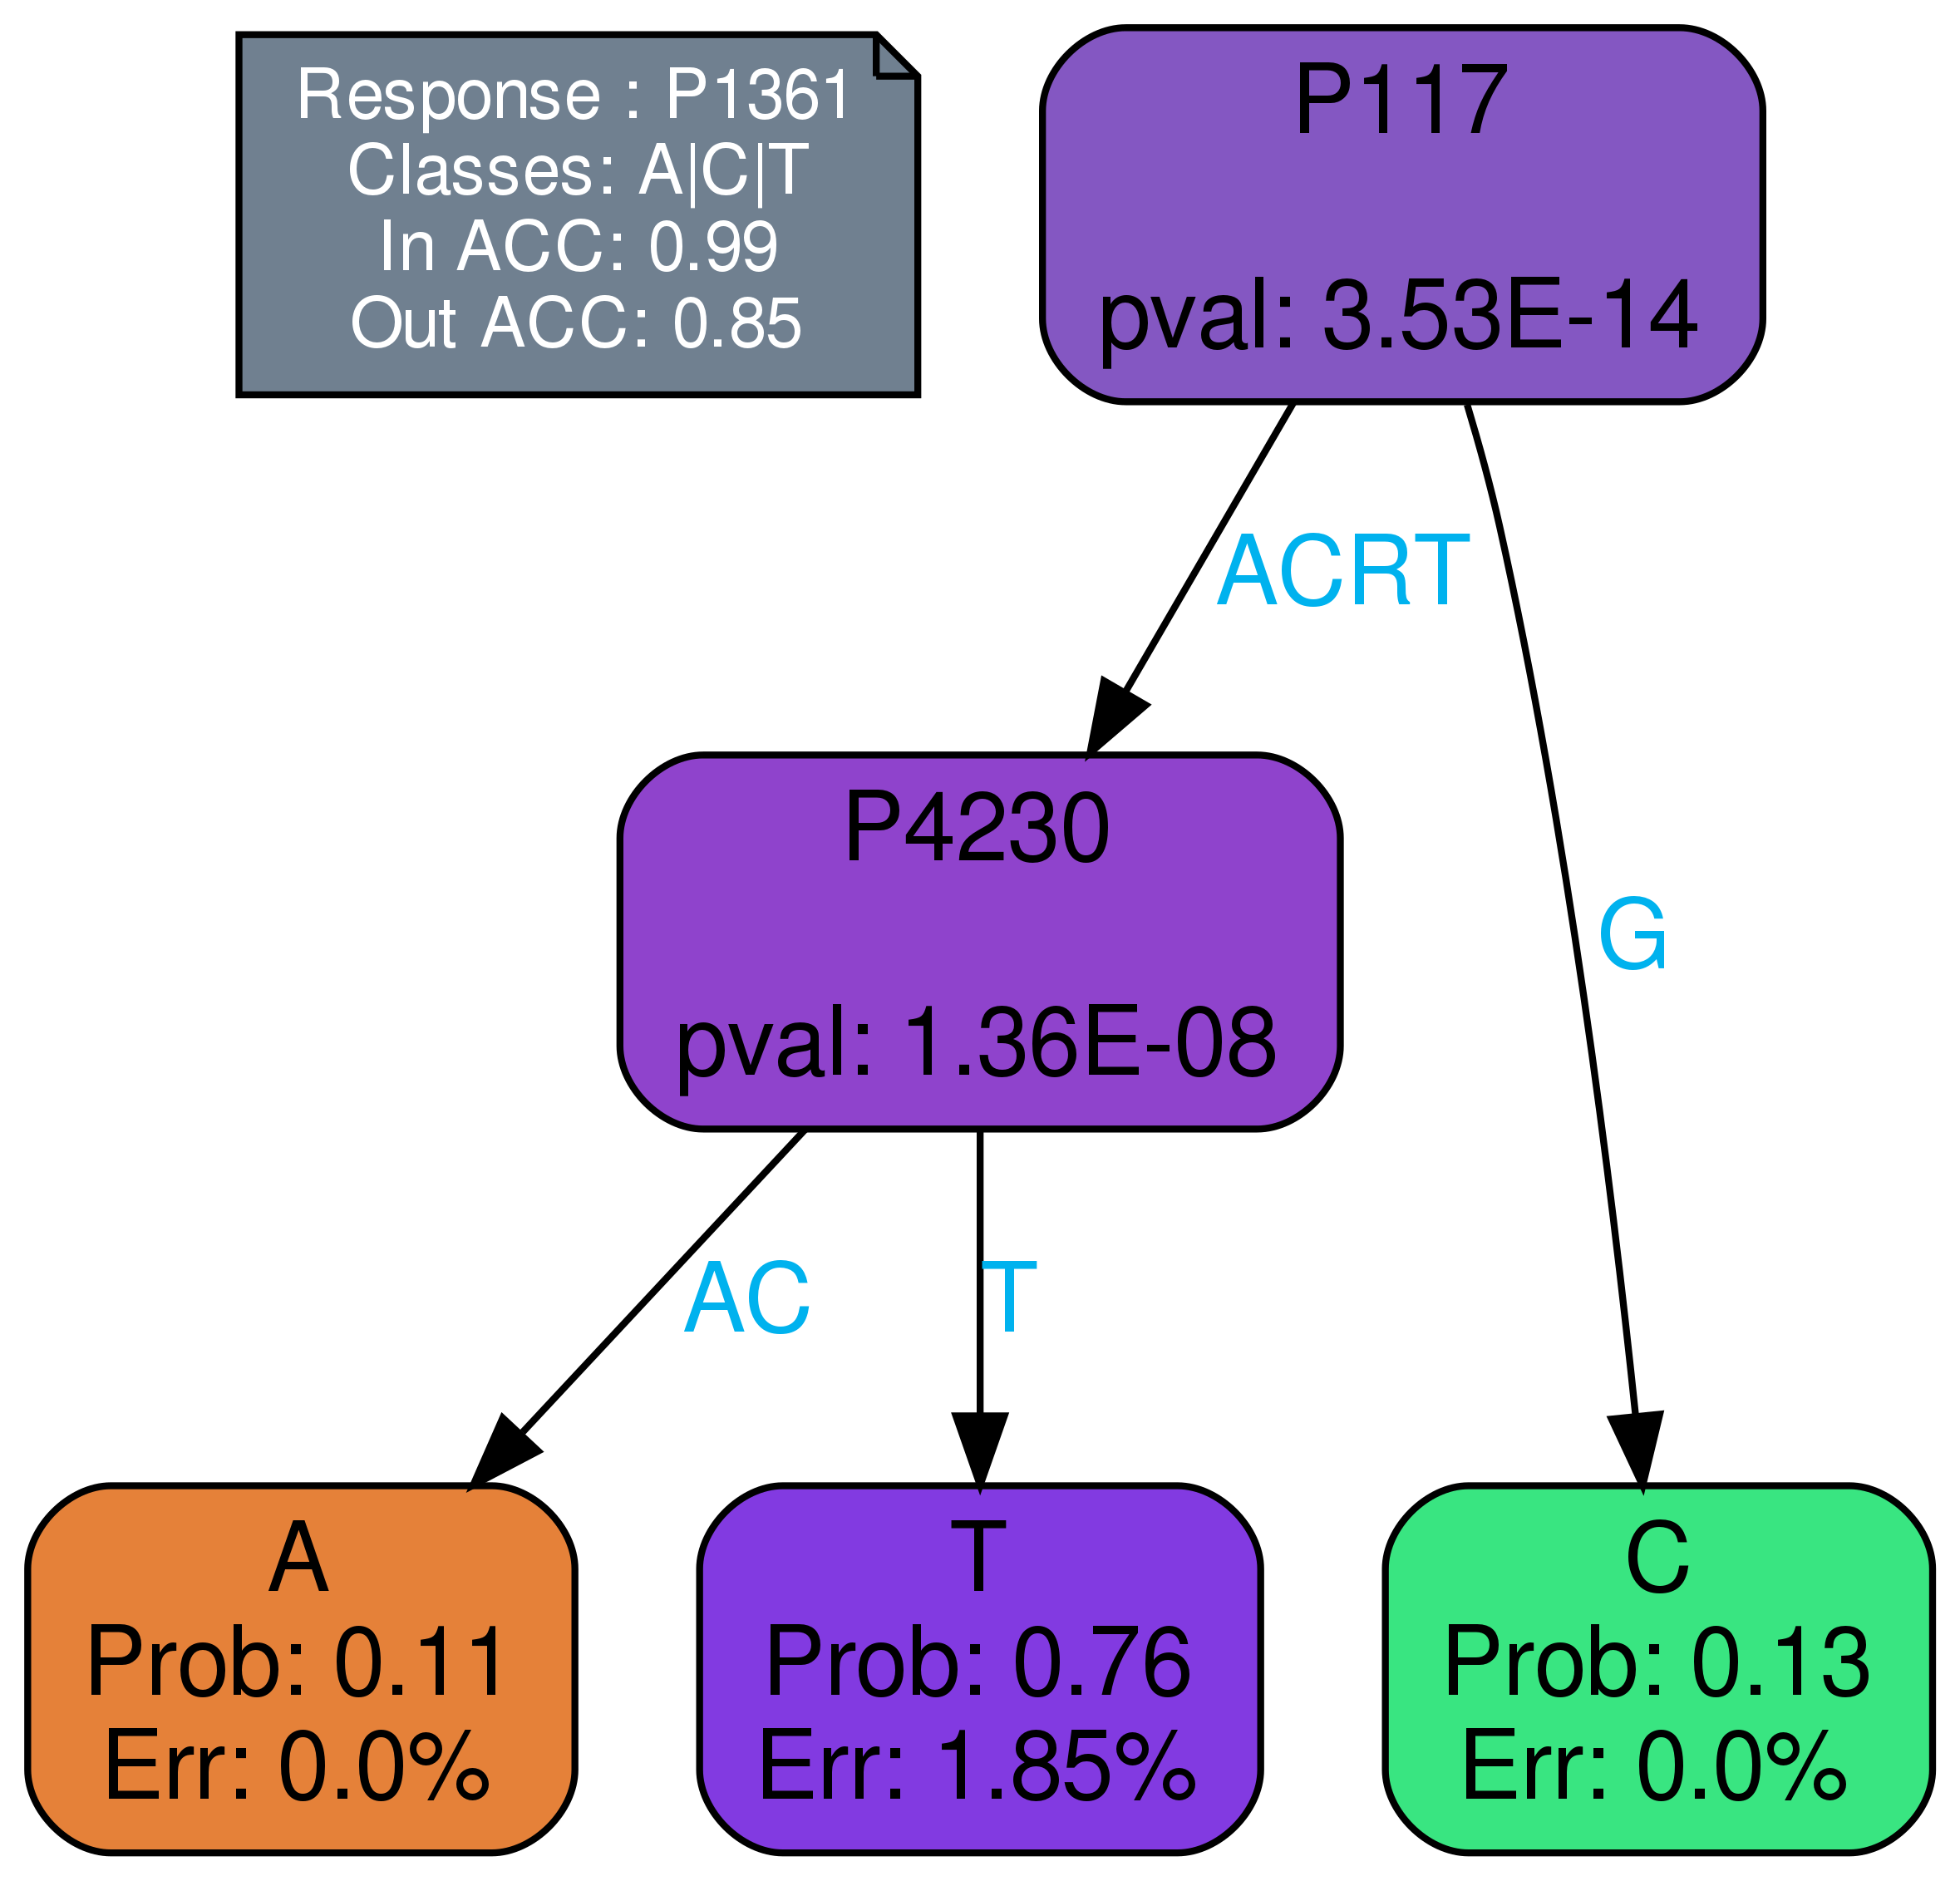 Response : P1361
Classes: A|C|T
In ACC: 0.99
Out ACC: 0.85
P117
pval: 3.53E-14
ACRT
G
P4230
pval: 1.36E-08
AC
T
A
Prob: 0.11
Err: 0.0%
T
Prob: 0.76
Err: 1.85%
C
Prob: 0.13
Err: 0.0%